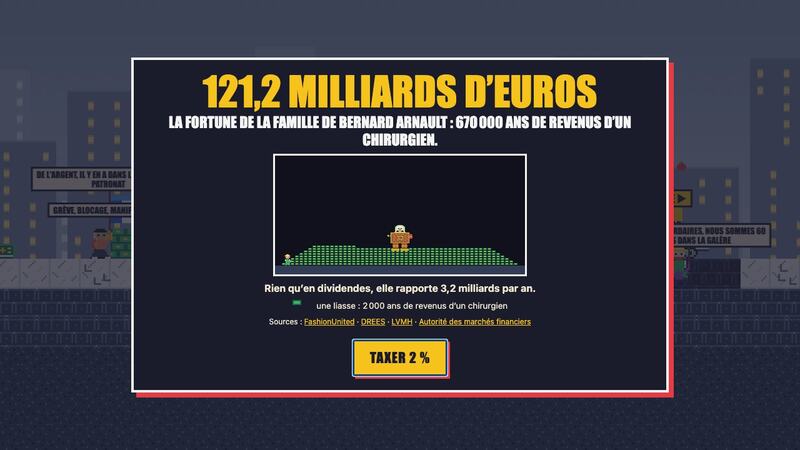 121,2 MILLIARDS D'EUROS
LA FORTUNE DE LA FAMILLE DE BERNARD ARNAULT : 670 000 ANS DE REVENUS D'UN
CHIRURGIEN.
DE L'ARGENT, IL Y EN A DANS
PATRONAT
GRÈVE, BLOCAGE,
NOUS SOMMES 60
DANS LA GALÈRE
Rien qu'en dividendes, elle rapporte 3,2 milliards par an.
une liasse : 2 000 ans de revenus d'un chirurgien
Sources : FashionUnited · DREES · LVMH · Autorité des marchés financiers
TAXER 2 %